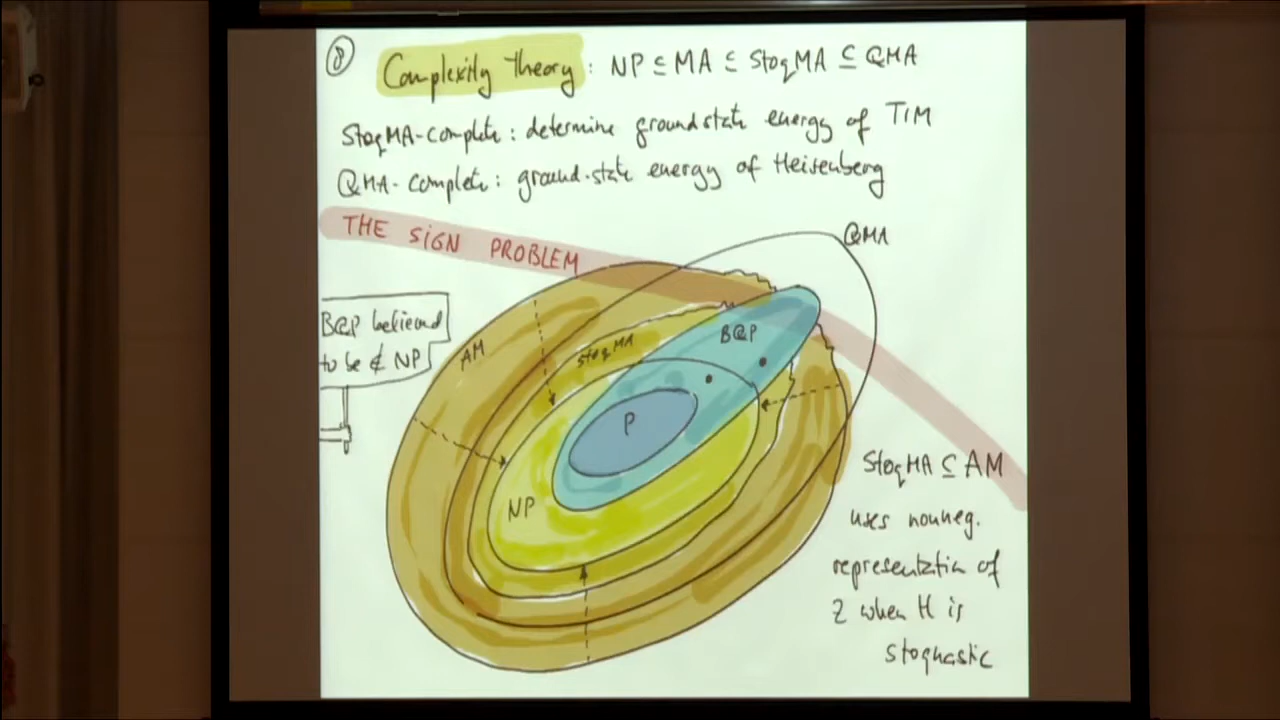 8 Complexity theory: NP ⊆ MA ⊆ StoqMA ⊆ QMA
StoqMA-complete: determine ground state energy of TIM
QMA-complete: ground-state energy of Heisenberg
THE SIGN PROBLEM
QMA
BQP believed
to be ⊄ NP
AM
StoqMA
BQP
P
NP
StoqMA ⊆ AM
uses nonneg.
representation of
Z when H is
stoquastic